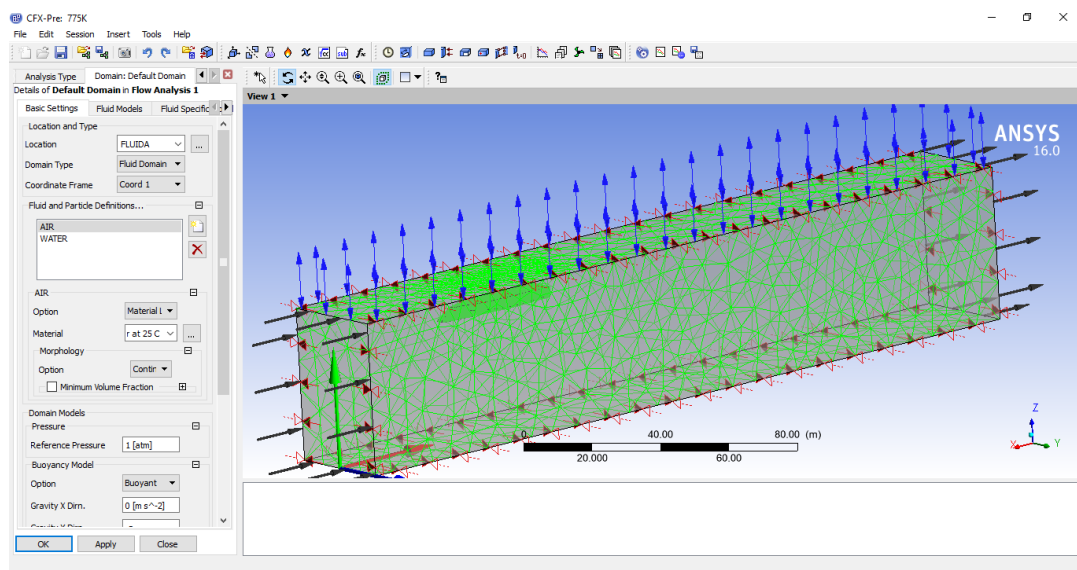 CFX-Pre: 775K
File Edit Session Insert Tools Help
Analysis Type Domain: Default Domain
Details of Default Domain in Flow Analysis 1
Basic Settings Fluid Models Fluid Specific
Location and Type
Location FLUIDA ...
Domain Type Fluid Domain
Coordinate Frame Coord 1
Fluid and Particle Definitions...
AIR
WATER
AIR
Option Material L
Material r at 25 C ...
Morphology
Option Contir
Minimum Volume Fraction
Domain Models
Pressure
Reference Pressure 1 [atm]
Buoyancy Model
Option Buoyant
Gravity X Dirn. 0 [m s^-2]
OK Apply Close
View 1
ANSYS
16.0
0 40.00 80.00 (m)
20.000 60.00
Z
X Y